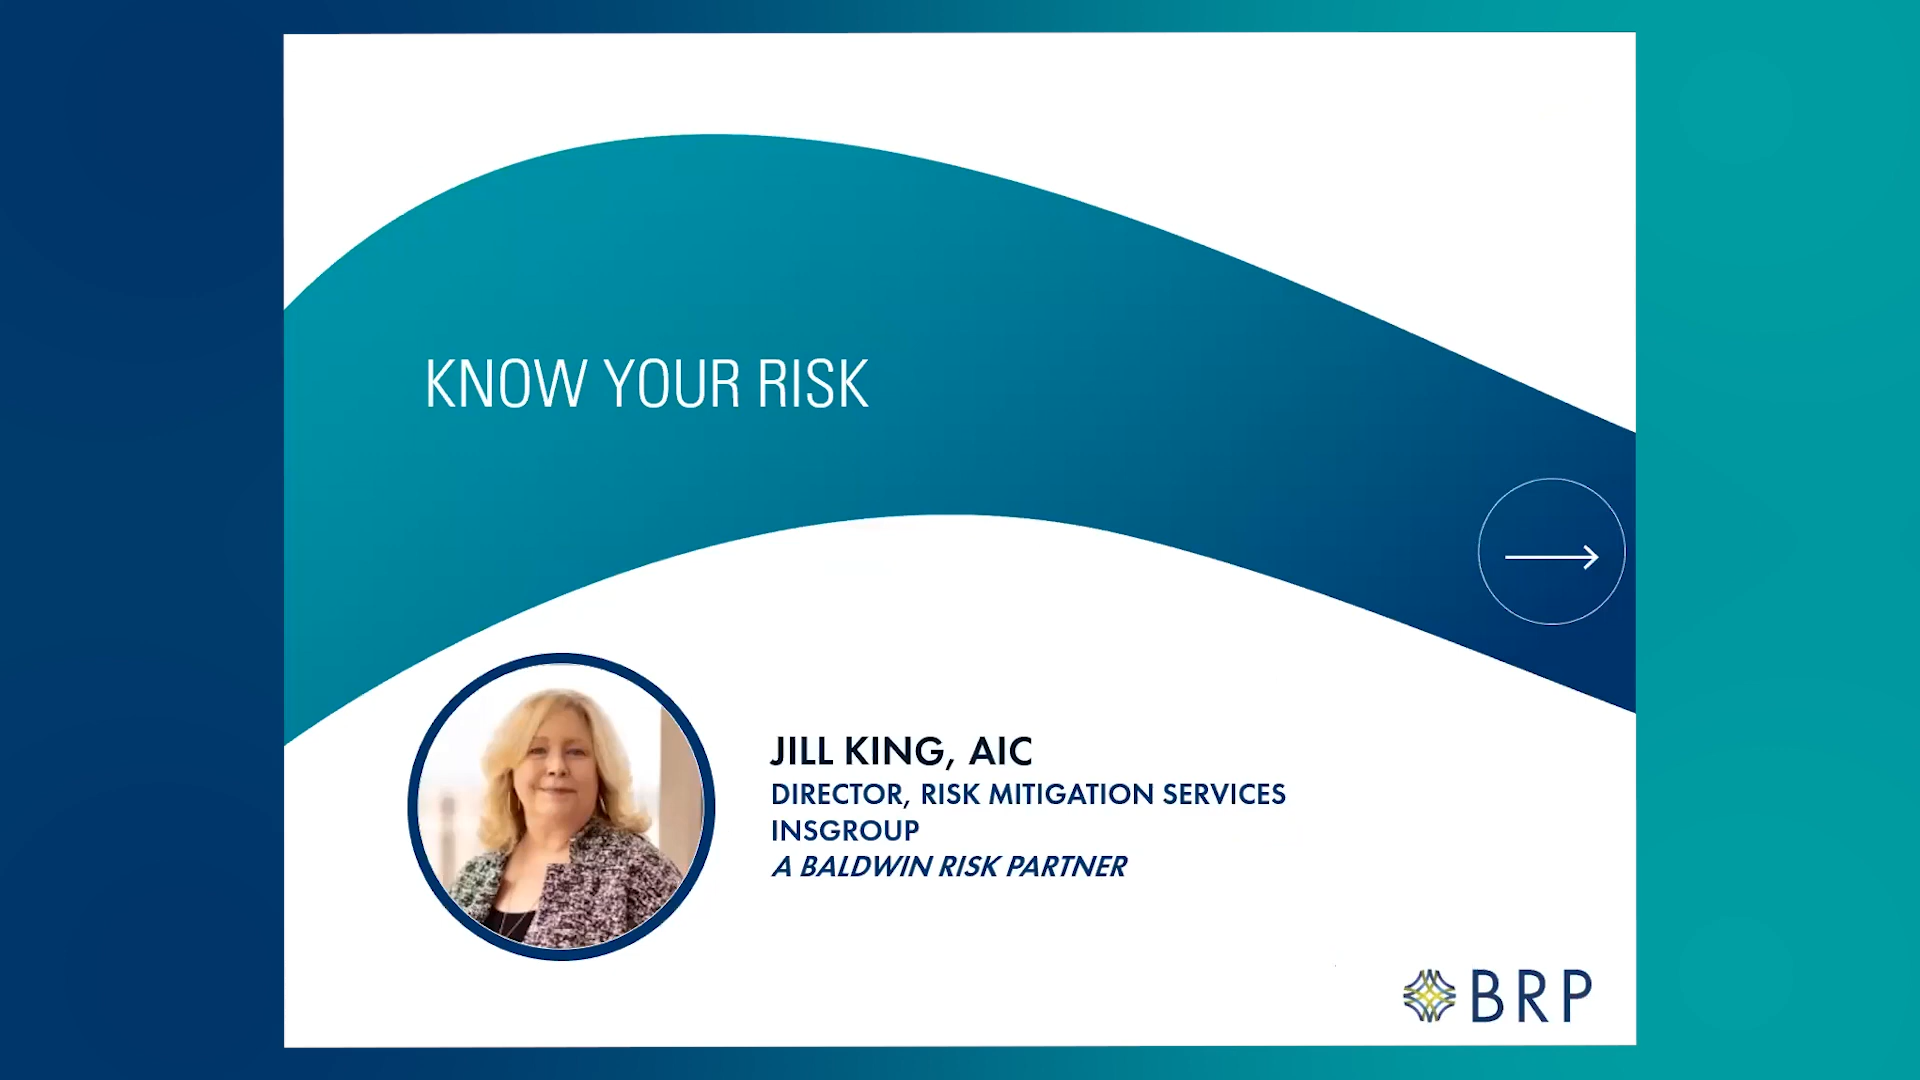 KNOW YOUR RISK
JILL KING, AIC
DIRECTOR, RISK MITIGATION SERVICES
INSGROUP
A BALDWIN RISK PARTNER
BRP